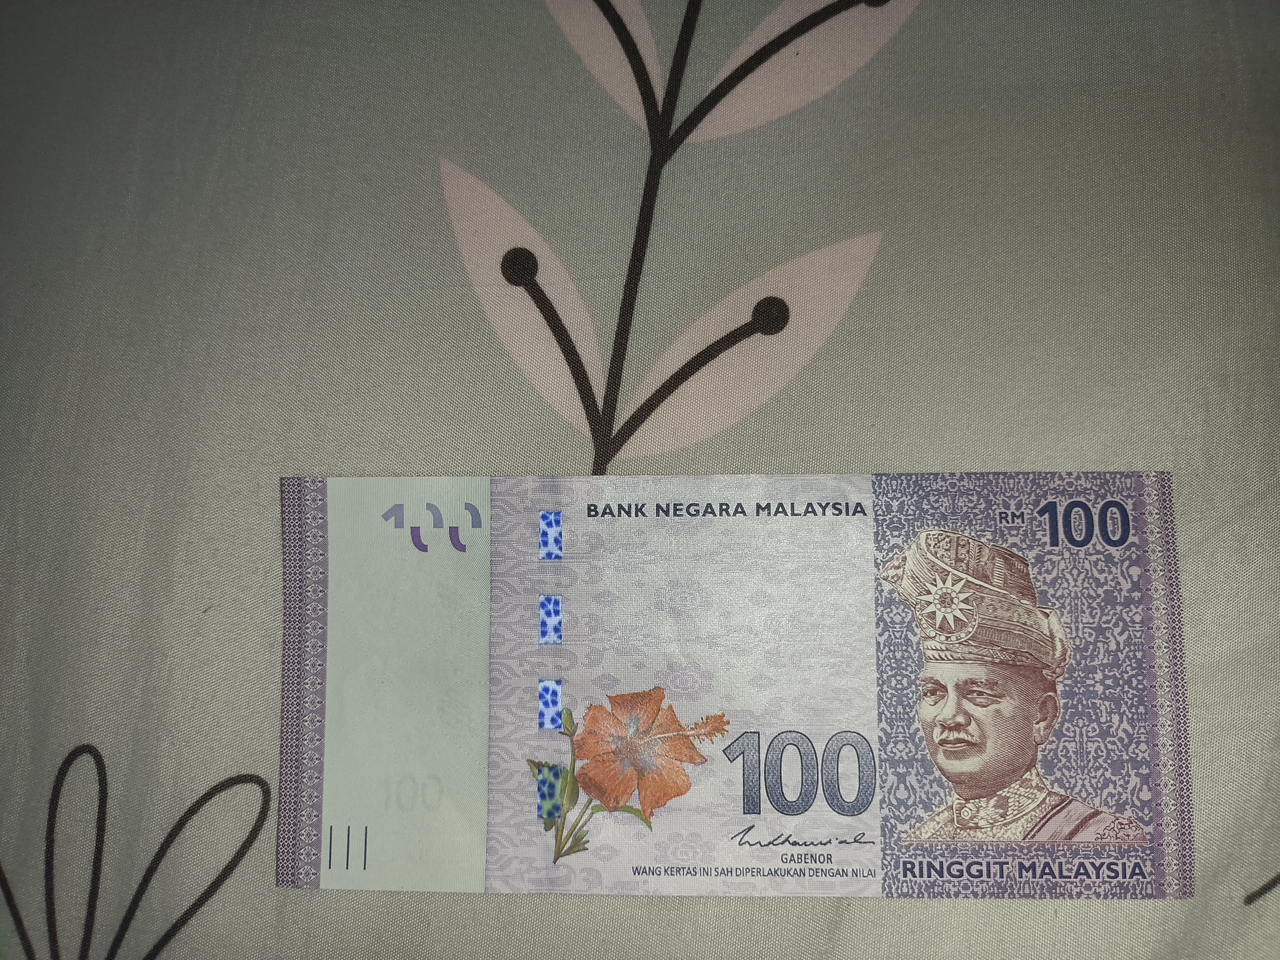 100
BANK NEGARA MALAYSIA
RM 100
100
100
GABENOR
WANG KERTAS INI SAH DIPERLAKUKAN DENGAN NILAI
RINGGIT MALAYSIA